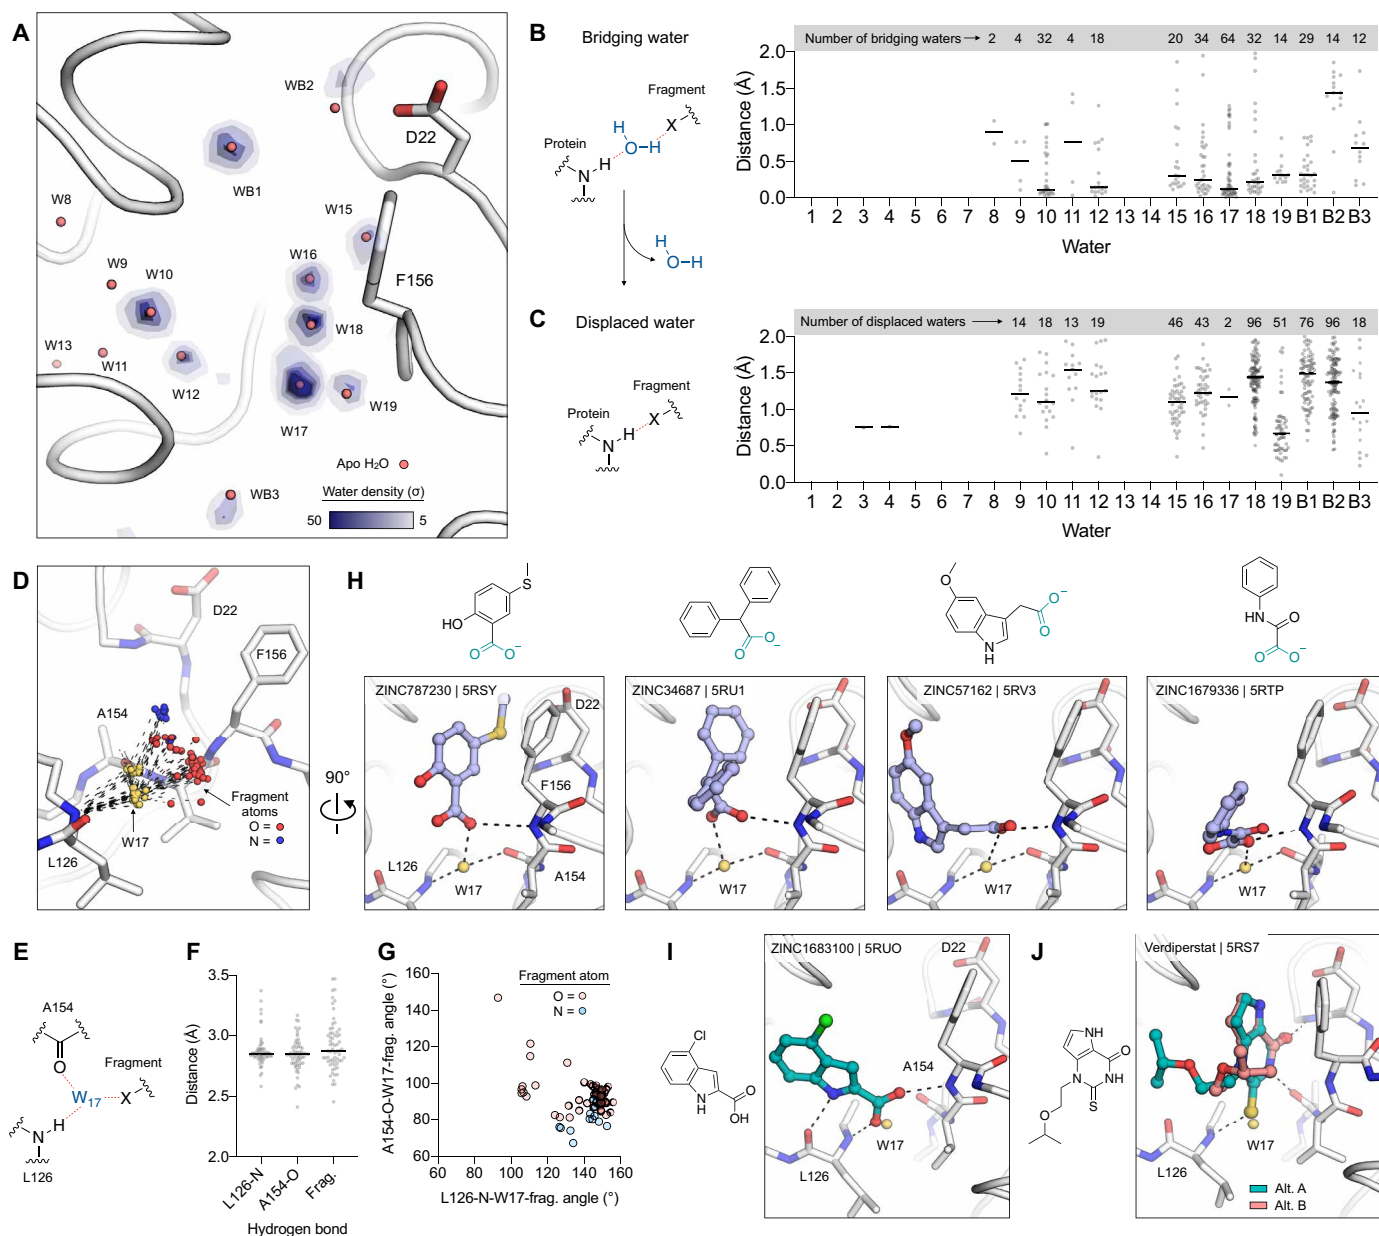 A
WB2
D22
WB1
W8
W15
W16
W9
W10
F156
W18
W13
W11
W12
W19
W17
Apo H₂O
Water density (σ)
50 5
WB3
B
Bridging water
Fragment
H
X
O H
Protein
H
N
H
O H
Number of bridging waters → 2 4 32 4 18 20 34 64 32 14 29 14 12
Distance (Å)
2.0
1.5
1.0
0.5
0.0
1 2 3 4 5 6 7 8 9 10 11 12 13 14 15 16 17 18 19 B1 B2 B3
Water
C
Displaced water
Fragment
Protein
X
H
N
Number of displaced waters → 14 18 13 19 46 43 2 96 51 76 96 18
Distance (Å)
2.0
1.5
1.0
0.5
0.0
1 2 3 4 5 6 7 8 9 10 11 12 13 14 15 16 17 18 19 B1 B2 B3
Water
D
D22
F156
A154
Fragment
atoms
O =
N =
W17
L126
90°
H
S
HO
O O⁻
O O⁻
O
N
H
O⁻
O
HN O
O O⁻
ZINC787230 | 5RSY
D22
F156
L126
A154
W17
ZINC34687 | 5RU1
W17
ZINC57162 | 5RV3
W17
ZINC1679336 | 5RTP
W17
E
A154
O
Fragment
W17
X
H
N
L126
F
Distance (Å)
3.5
3.0
2.5
2.0
L126-N
A154-O
Frag.
Hydrogen bond
G
A154-O-W17-frag. angle (°)
160
140
120
100
80
60
Fragment atom
O =
N =
60 80 100 120 140 160
L126-N-W17-frag. angle (°)
I
Cl
O
N
H
OH
ZINC1683100 | 5RUO
D22
A154
W17
L126
J
NH
O
N NH
S
O
Verdiperstat | 5RS7
W17
L126
Alt. A
Alt. B